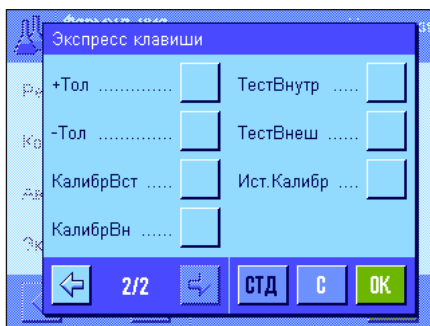 Экспресс клавиши
+Тол .............. ТестВнутр .....
-Тол .............. ТестВнеш ......
КалибрВст ..... Ист.Калибр ....
КалибрВн ......
2/2 СТД C OK